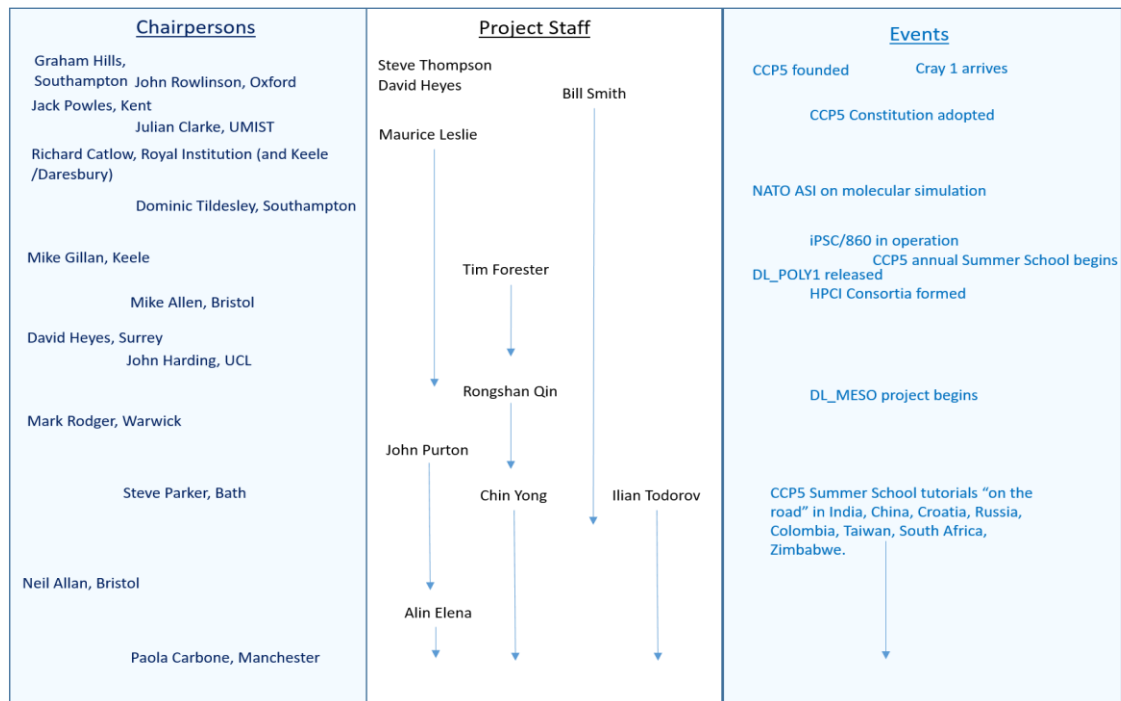 Chairpersons
Graham Hills,
Southampton
John Rowlinson, Oxford
Jack Powles, Kent
Julian Clarke, UMIST
Richard Catlow, Royal Institution (and Keele
/Daresbury)
Dominic Tildesley, Southampton
Mike Gillan, Keele
Mike Allen, Bristol
David Heyes, Surrey
John Harding, UCL
Mark Rodger, Warwick
Steve Parker, Bath
Neil Allan, Bristol
Paola Carbone, Manchester
Project Staff
Steve Thompson
David Heyes
Bill Smith
Maurice Leslie
Tim Forester
Rongshan Qin
John Purton
Chin Yong
Ilian Todorov
Alin Elena
Events
CCP5 founded
Cray 1 arrives
CCP5 Constitution adopted
NATO ASI on molecular simulation
iPSC/860 in operation
CCP5 annual Summer School begins
DL_POLY1 released
HPCI Consortia formed
DL_MESO project begins
CCP5 Summer School tutorials “on the
road” in India, China, Croatia, Russia,
Colombia, Taiwan, South Africa,
Zimbabwe.